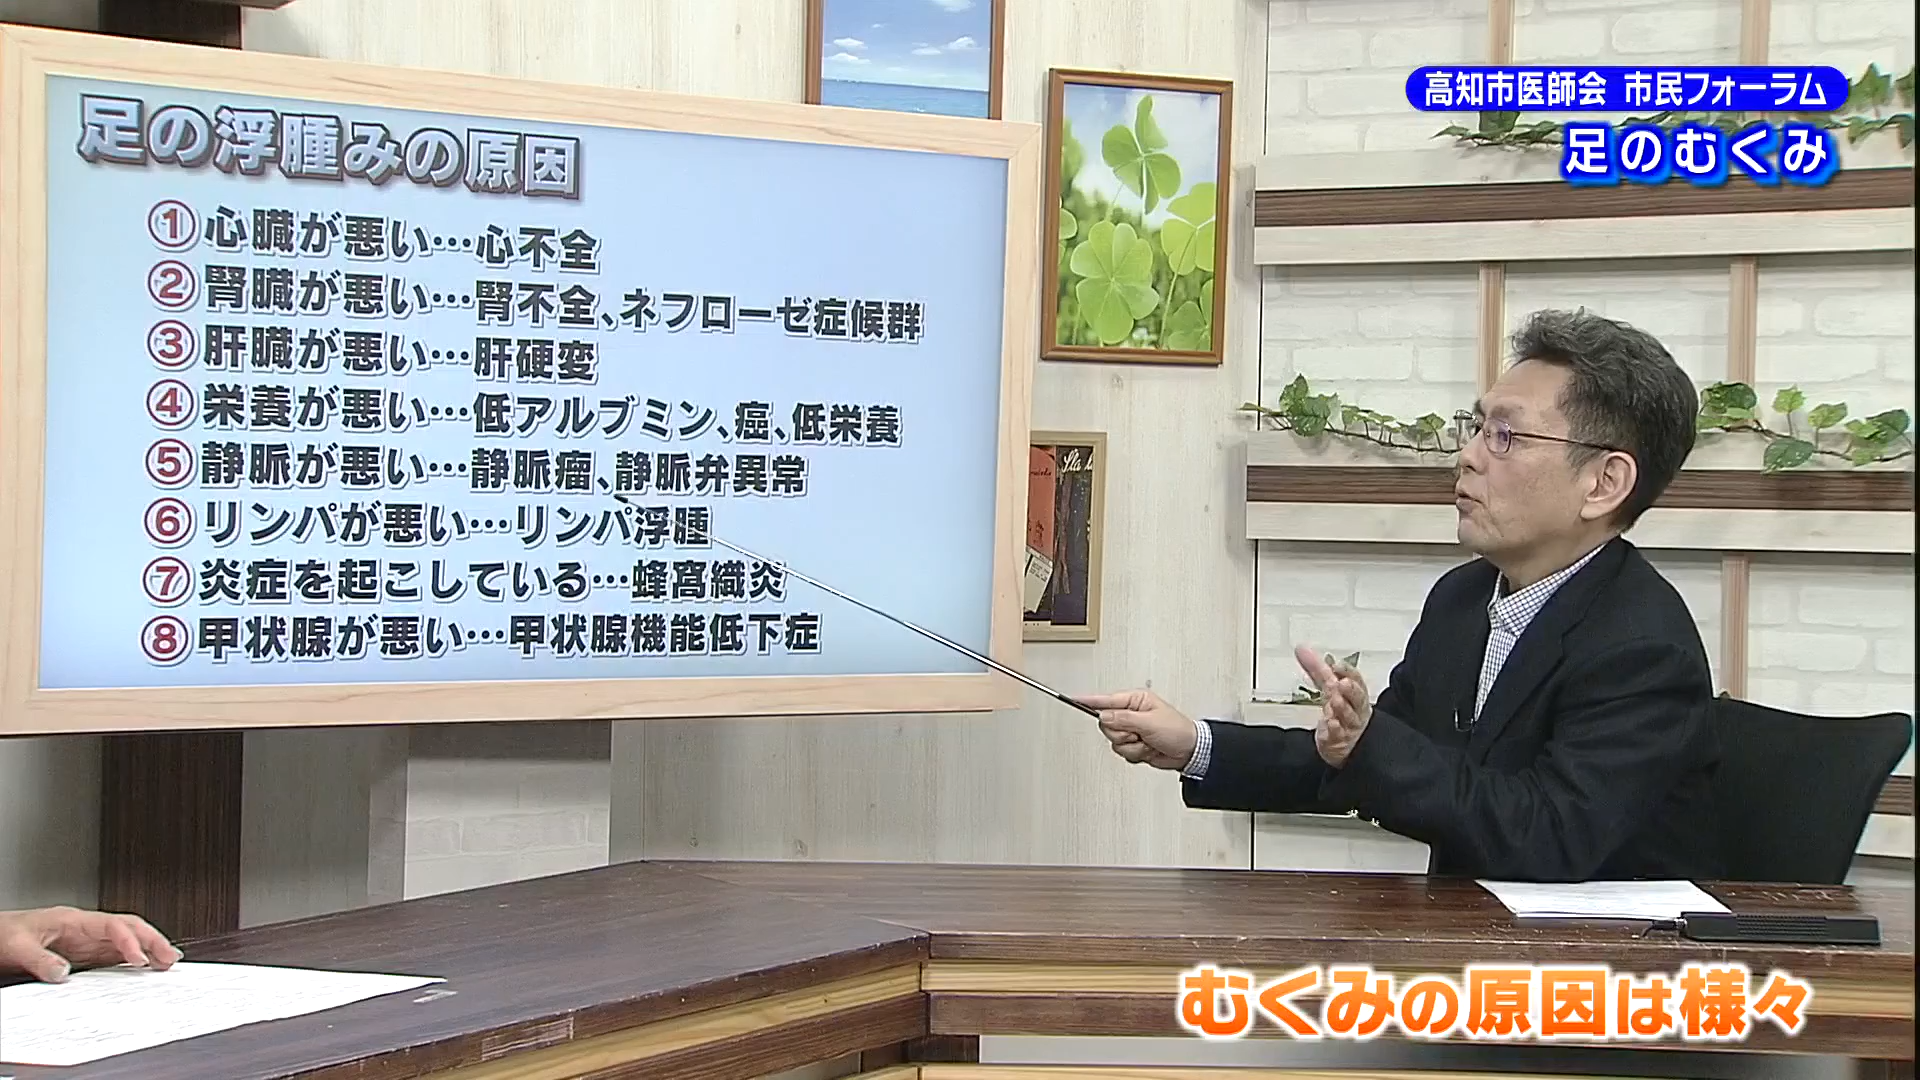 高知市医師会 市民フォーラム
足のむくみ
足の浮腫みの原因
①心臓が悪い…心不全
②腎臓が悪い…腎不全、ネフローゼ症候群
③肝臓が悪い…肝硬変
④栄養が悪い…低アルブミン、癌、低栄養
⑤静脈が悪い…静脈瘤、静脈弁異常
⑥リンパが悪い…リンパ浮腫
⑦炎症を起こしている…蜂窩織炎
⑧甲状腺が悪い…甲状腺機能低下症
むくみの原因は様々